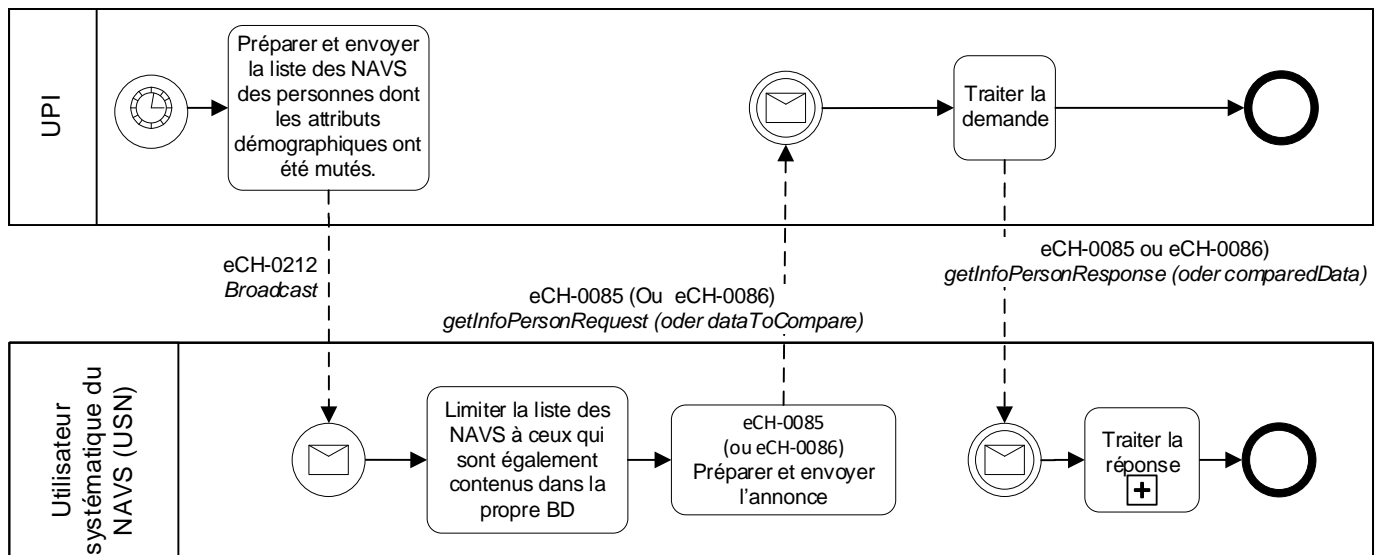 UPI
Préparer et envoyer
la liste des NAVS
des personnes dont
les attributs
démographiques ont
été mutés.
Traiter la
demande
eCH-0212
Broadcast
eCH-0085 (Ou eCH-0086)
getInfoPersonRequest (oder dataToCompare)
eCH-0085 ou eCH-0086)
getInfoPersonResponse (oder comparedData)
Utilisateur
systématique du
NAVS (USN)
Limiter la liste des
NAVS à ceux qui
sont également
contenus dans la
propre BD
eCH-0085
(ou eCH-0086)
Préparer et envoyer
l'annonce
Traiter la
réponse